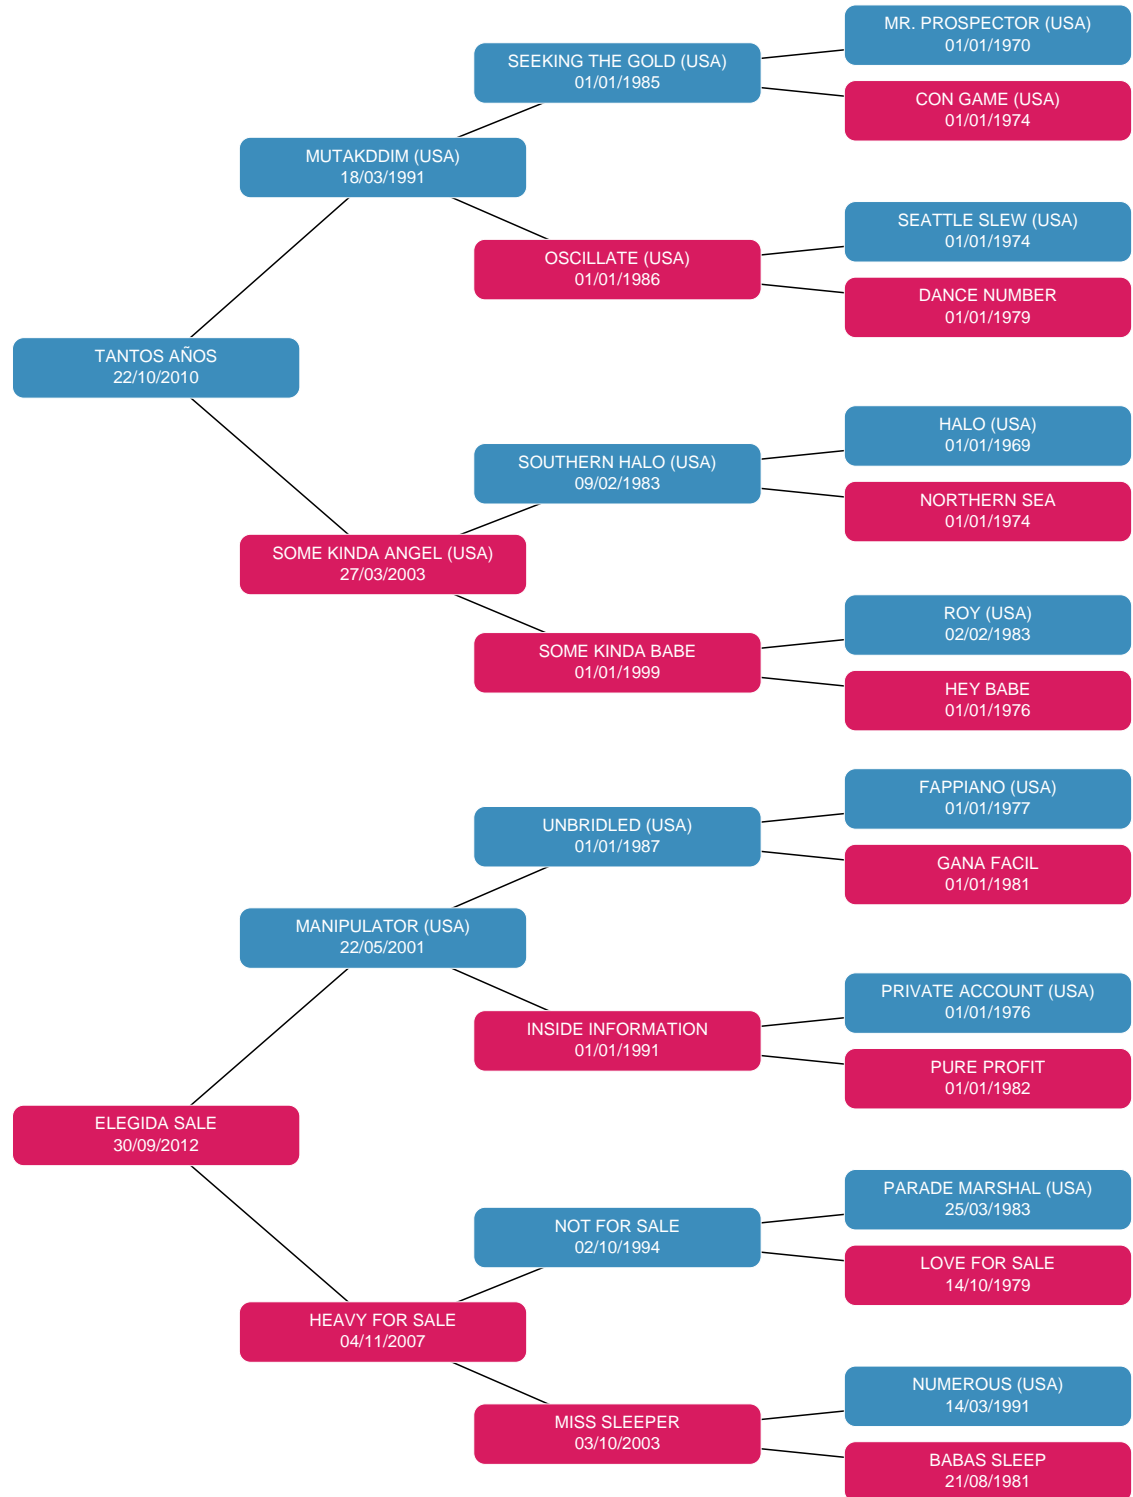 MR. PROSPECTOR (USA)
01/01/1970
SEEKING THE GOLD (USA)
01/01/1985
CON GAME (USA)
01/01/1974
MUTAKDDIM (USA)
18/03/1991
SEATTLE SLEW (USA)
01/01/1974
OSCILLATE (USA)
01/01/1986
DANCE NUMBER
01/01/1979
TANTOS AÑOS
22/10/2010
HALO (USA)
01/01/1969
SOUTHERN HALO (USA)
09/02/1983
NORTHERN SEA
01/01/1974
SOME KINDA ANGEL (USA)
27/03/2003
ROY (USA)
02/02/1983
SOME KINDA BABE
01/01/1999
HEY BABE
01/01/1976
FAPPIANO (USA)
01/01/1977
UNBRIDLED (USA)
01/01/1987
GANA FACIL
01/01/1981
MANIPULATOR (USA)
22/05/2001
PRIVATE ACCOUNT (USA)
01/01/1976
INSIDE INFORMATION
01/01/1991
PURE PROFIT
01/01/1982
ELEGIDA SALE
30/09/2012
PARADE MARSHAL (USA)
25/03/1983
NOT FOR SALE
02/10/1994
LOVE FOR SALE
14/10/1979
HEAVY FOR SALE
04/11/2007
NUMEROUS (USA)
14/03/1991
MISS SLEEPER
03/10/2003
BABAS SLEEP
21/08/1981